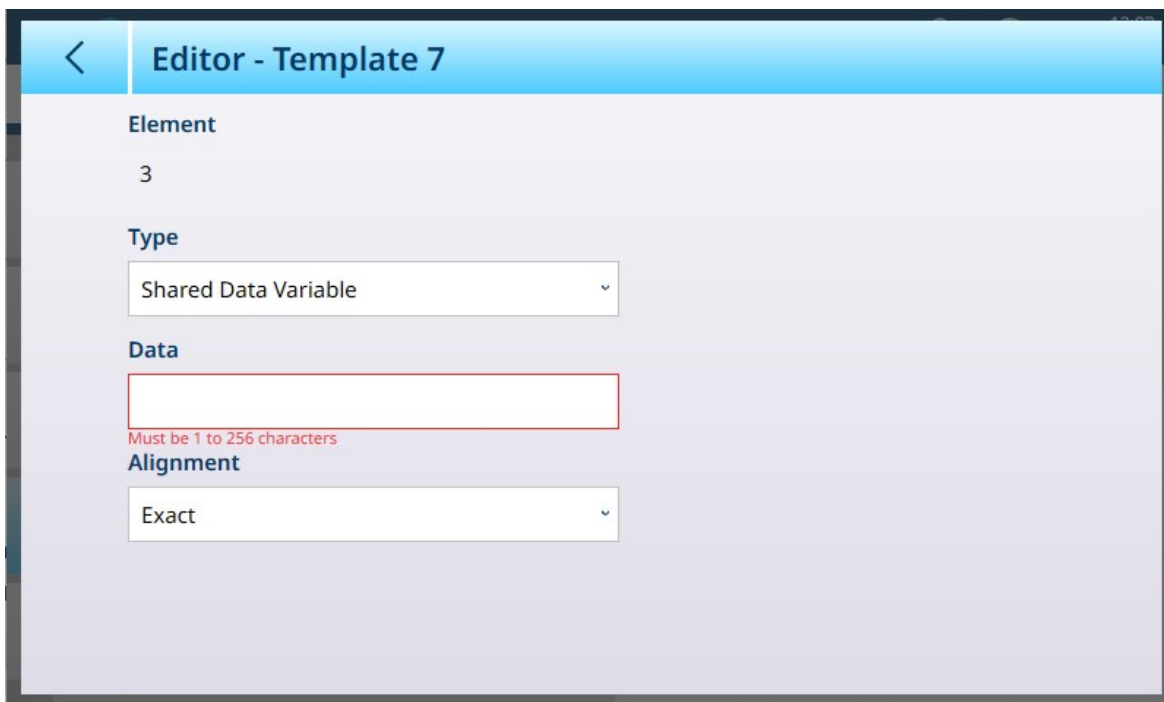 Editor - Template 7
Element
3
Type
Shared Data Variable
Data
Must be 1 to 256 characters
Alignment
Exact